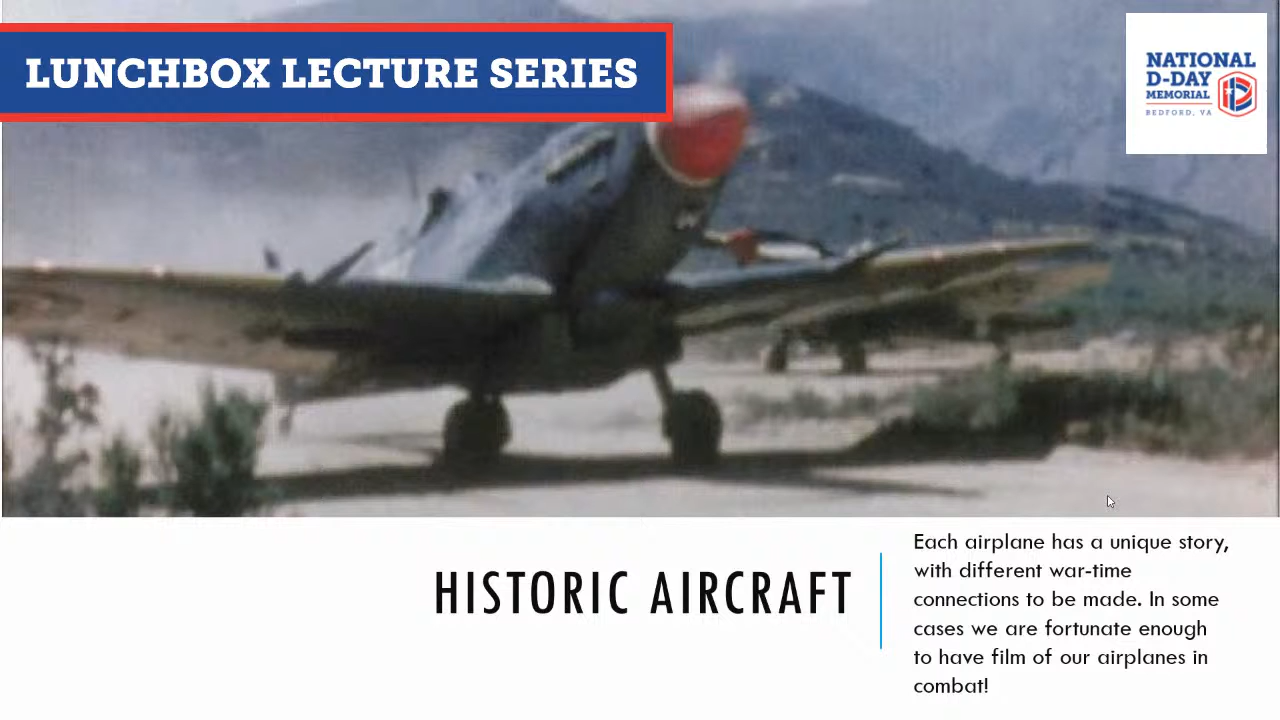 LUNCHBOX LECTURE SERIES
NATIONAL
D-DAY
MEMORIAL
BEDFORD, VA
HISTORIC AIRCRAFT
Each airplane has a unique story,
with different war-time
connections to be made. In some
cases we are fortunate enough
to have film of our airplanes in
combat!